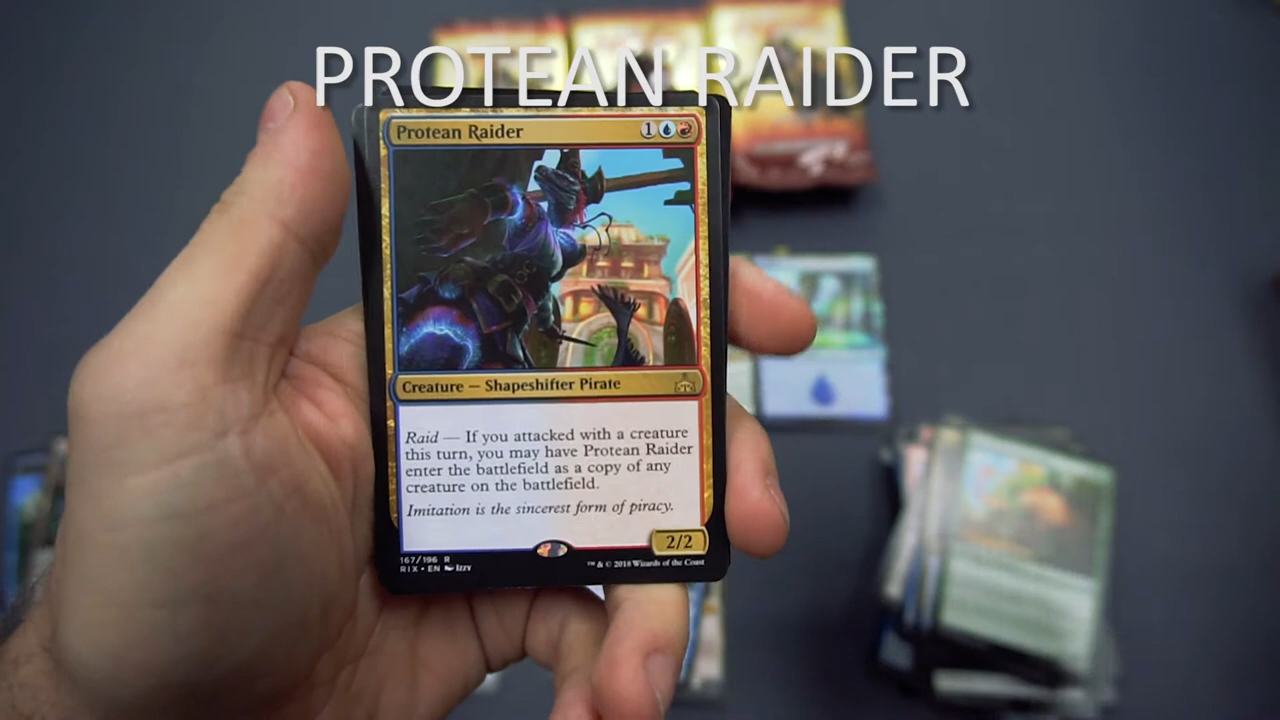 PROTEAN RAIDER
Protean Raider 1
Creature — Shapeshifter Pirate
Raid — If you attacked with a creature
this turn, you may have Protean Raider
enter the battlefield as a copy of any
creature on the battlefield.
Imitation is the sincerest form of piracy.
2/2
167/196 R
RIX • EN Izzy
™ & © 2018 Wizards of the Coast